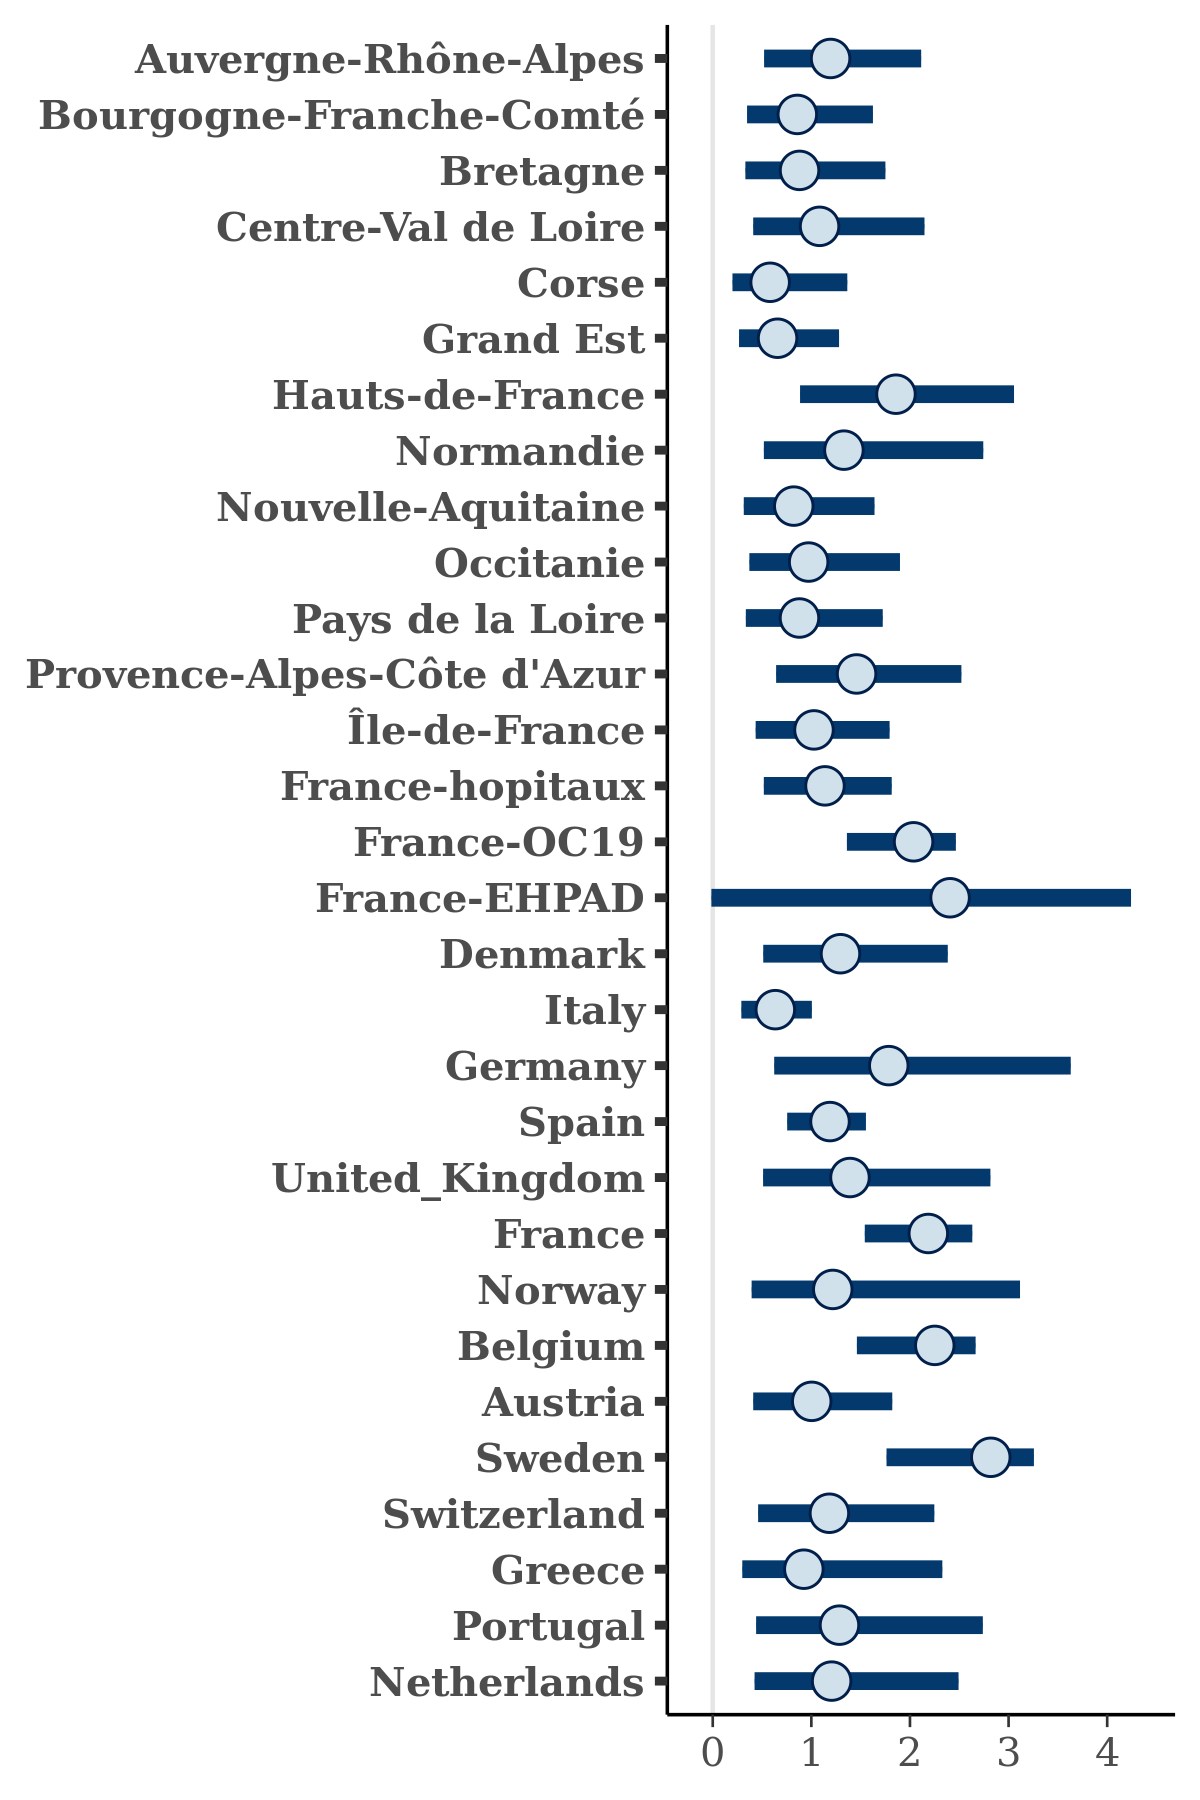 Auvergne-Rhône-Alpes
Bourgogne-Franche-Comté
Bretagne
Centre-Val de Loire
Corse
Grand Est
Hauts-de-France
Normandie
Nouvelle-Aquitaine
Occitanie
Pays de la Loire
Provence-Alpes-Côte d'Azur
Île-de-France
France-hopitaux
France-OC19
France-EHPAD
Denmark
Italy
Germany
Spain
United_Kingdom
France
Norway
Belgium
Austria
Sweden
Switzerland
Greece
Portugal
Netherlands
0 1 2 3 4